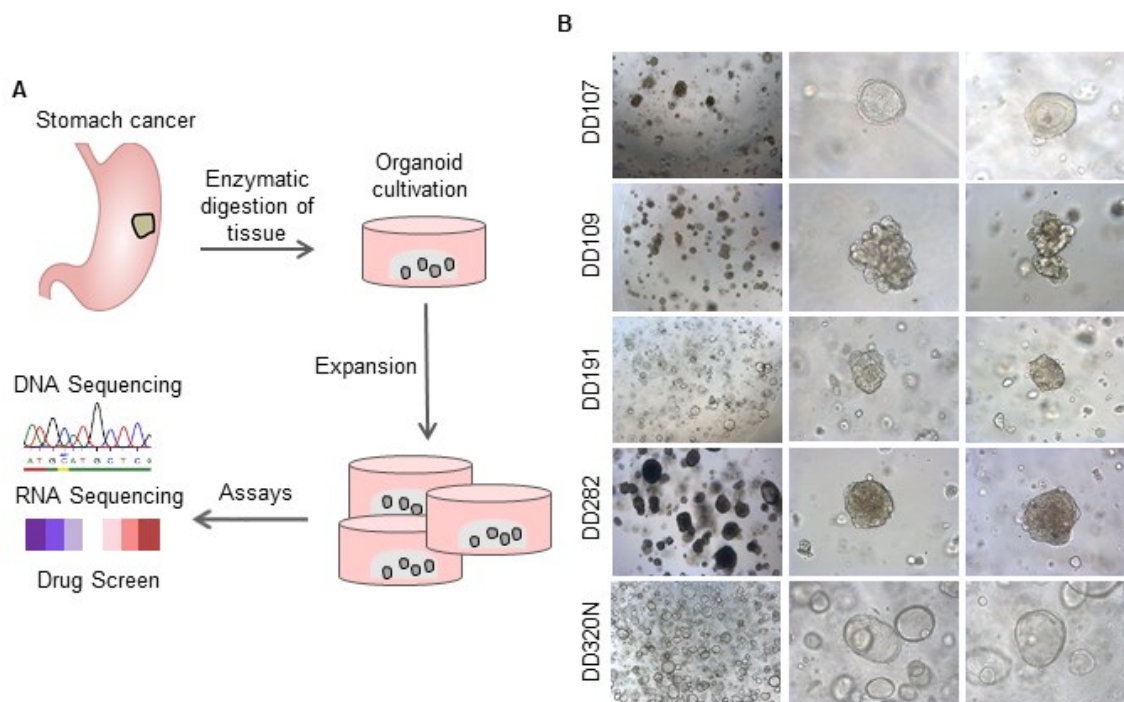 A
Stomach cancer
Enzymatic
digestion of
tissue
Organoid
cultivation
Expansion
DNA Sequencing
A T G C A T G C T C
RNA Sequencing
Assays
Drug Screen
B
DD107
DD109
DD191
DD282
DD320N